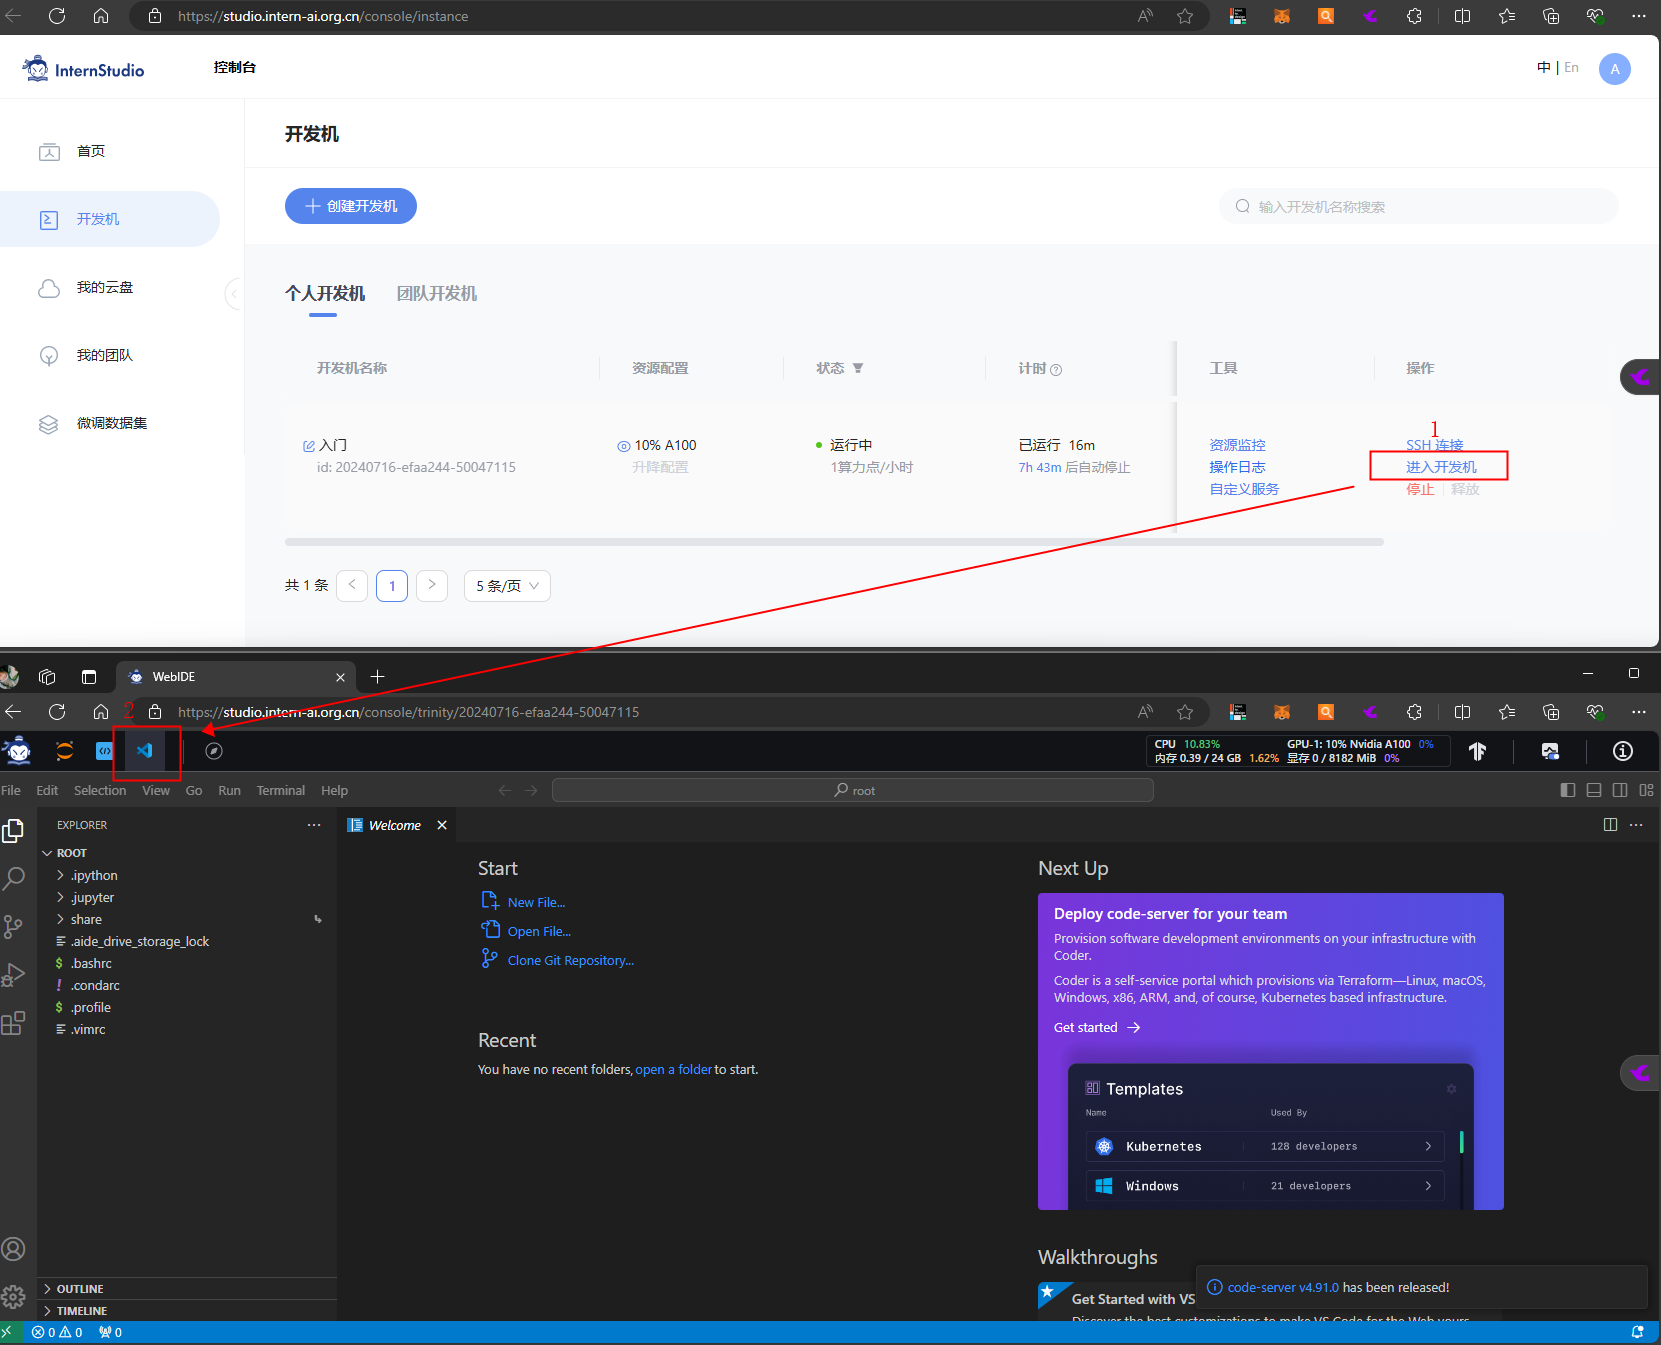 https://studio.intern-ai.org.cn/console/instance
InternStudio
控制台
中 | En
A
首页
开发机
我的云盘
我的团队
微调数据集
开发机
创建开发机
输入开发机名称搜索
个人开发机
团队开发机
开发机名称
资源配置
状态
计时
工具
操作
入门
id: 20240716-efaa244-50047115
10% A100
升降配置
运行中
1算力点/小时
已运行 16m
7h 43m 后自动停止
资源监控
操作日志
自定义服务
1
SSH 连接
进入开发机
停止
释放
共 1 条
1
5 条/页
WebIDE
2
https://studio.intern-ai.org.cn/console/trinity/20240716-efaa244-50047115
CPU 10.83%
GPU-1: 10% Nvidia A100 0%
内存 0.39 / 24 GB 1.62%
显存 0 / 8182 MiB 0%
File Edit Selection View Go Run Terminal Help
root
EXPLORER
ROOT
.ipython
.jupyter
share
.aide_drive_storage_lock
.bashrc
.condarc
.profile
.vimrc
OUTLINE
TIMELINE
Welcome
Start
New File...
Open File...
Clone Git Repository...
Recent
You have no recent folders, open a folder to start.
Next Up
Deploy code-server for your team
Provision software development environments on your infrastructure with
Coder.
Coder is a self-service portal which provisions via Terraform—Linux, macOS,
Windows, x86, ARM, and, of course, Kubernetes based infrastructure.
Get started
Templates
Name
Used By
Kubernetes
128 developers
Windows
21 developers
Walkthroughs
Get Started with VS
code-server v4.91.0 has been released!
Discover the best customizations to make VS Code for the Web yours.
0 0 0